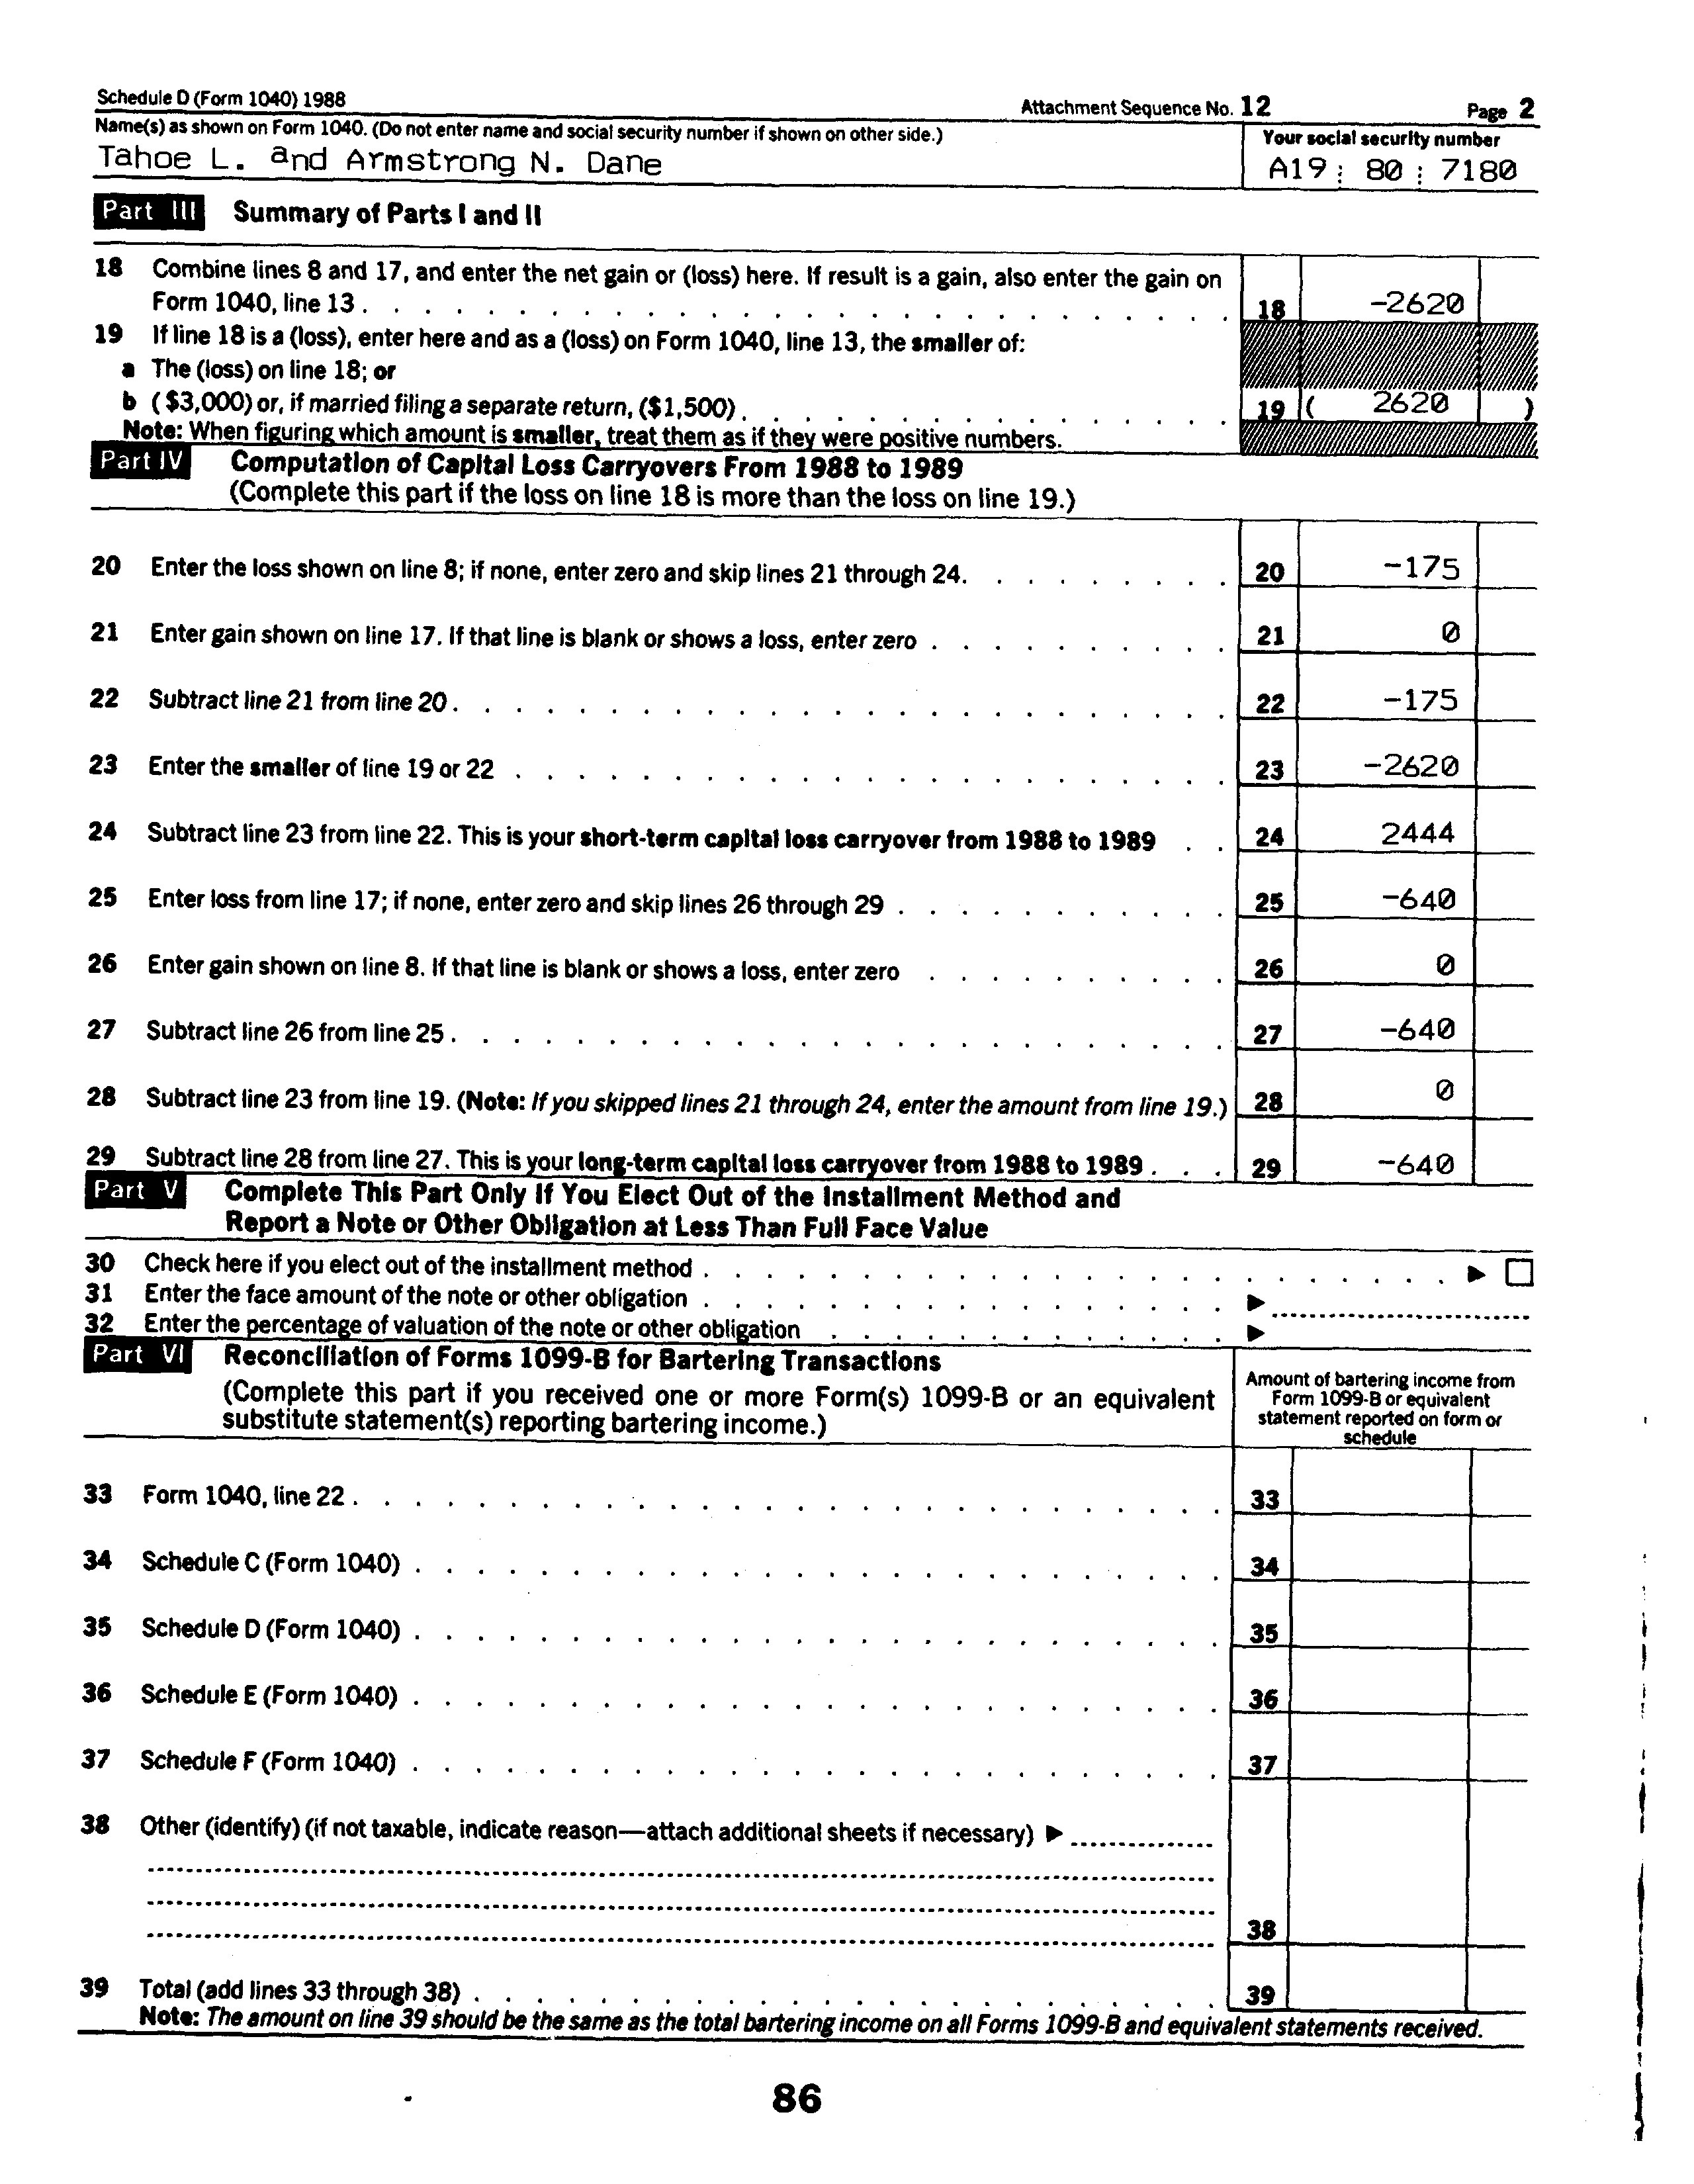 Schedule D (Form 1040) 1988 Attachment Sequence No. 12 Page 2
Name(s) as shown on Form 1040. (Do not enter name and social security number if shown on other side.) Your social security number
Tahoe L. and Armstrong N. Dane A19 : 80 : 7180
Part III Summary of Parts I and II
18 Combine lines 8 and 17, and enter the net gain or (loss) here. If result is a gain, also enter the gain on
Form 1040, line 13 . . . . . . . . . . . . . . . . . . . . . . . . . . . . 18 -2620
19 If line 18 is a (loss), enter here and as a (loss) on Form 1040, line 13, the smaller of:
a The (loss) on line 18; or
b ($3,000) or, if married filing a separate return, ($1,500) . . . . . . . . . . . . . . . . 19 ( 2620 )
Note: When figuring which amount is smaller, treat them as if they were positive numbers.
Part IV Computation of Capital Loss Carryovers From 1988 to 1989
(Complete this part if the loss on line 18 is more than the loss on line 19.)
20 Enter the loss shown on line 8; if none, enter zero and skip lines 21 through 24. . . . . . . . . 20 -175
21 Enter gain shown on line 17. If that line is blank or shows a loss, enter zero . . . . . . . . . . 21 0
22 Subtract line 21 from line 20 . . . . . . . . . . . . . . . . . . . . . . . . . 22 -175
23 Enter the smaller of line 19 or 22 . . . . . . . . . . . . . . . . . . . . . . . 23 -2620
24 Subtract line 23 from line 22. This is your short-term capital loss carryover from 1988 to 1989 . . 24 2444
25 Enter loss from line 17; if none, enter zero and skip lines 26 through 29 . . . . . . . . . . . 25 -640
26 Enter gain shown on line 8. If that line is blank or shows a loss, enter zero . . . . . . . . . . 26 0
27 Subtract line 26 from line 25 . . . . . . . . . . . . . . . . . . . . . . . . . 27 -640
28 Subtract line 23 from line 19. (Note: If you skipped lines 21 through 24, enter the amount from line 19.) 28 0
29 Subtract line 28 from line 27. This is your long-term capital loss carryover from 1988 to 1989 . . . 29 -640
Part V Complete This Part Only If You Elect Out of the Installment Method and
Report a Note or Other Obligation at Less Than Full Face Value
30 Check here if you elect out of the installment method . . . . . . . . . . . . . . . . . . . . . . . . ▶ ☐
31 Enter the face amount of the note or other obligation . . . . . . . . . . . . . . . . . ▶
32 Enter the percentage of valuation of the note or other obligation . . . . . . . . . . . . . ▶
Part VI Reconciliation of Forms 1099-B for Bartering Transactions
(Complete this part if you received one or more Form(s) 1099-B or an equivalent
substitute statement(s) reporting bartering income.)
Amount of bartering income from
Form 1099-B or equivalent
statement reported on form or
schedule
33 Form 1040, line 22 . . . . . . . . . . . . . . . . . . . . . . . . . . . . 33
34 Schedule C (Form 1040) . . . . . . . . . . . . . . . . . . . . . . . . . . 34
35 Schedule D (Form 1040) . . . . . . . . . . . . . . . . . . . . . . . . . . 35
36 Schedule E (Form 1040) . . . . . . . . . . . . . . . . . . . . . . . . . . 36
37 Schedule F (Form 1040) . . . . . . . . . . . . . . . . . . . . . . . . . . 37
38 Other (identify) (if not taxable, indicate reason—attach additional sheets if necessary) ▶
38
39 Total (add lines 33 through 38) . . . . . . . . . . . . . . . . . . . . . . . . 39
Note: The amount on line 39 should be the same as the total bartering income on all Forms 1099-B and equivalent statements received.
86